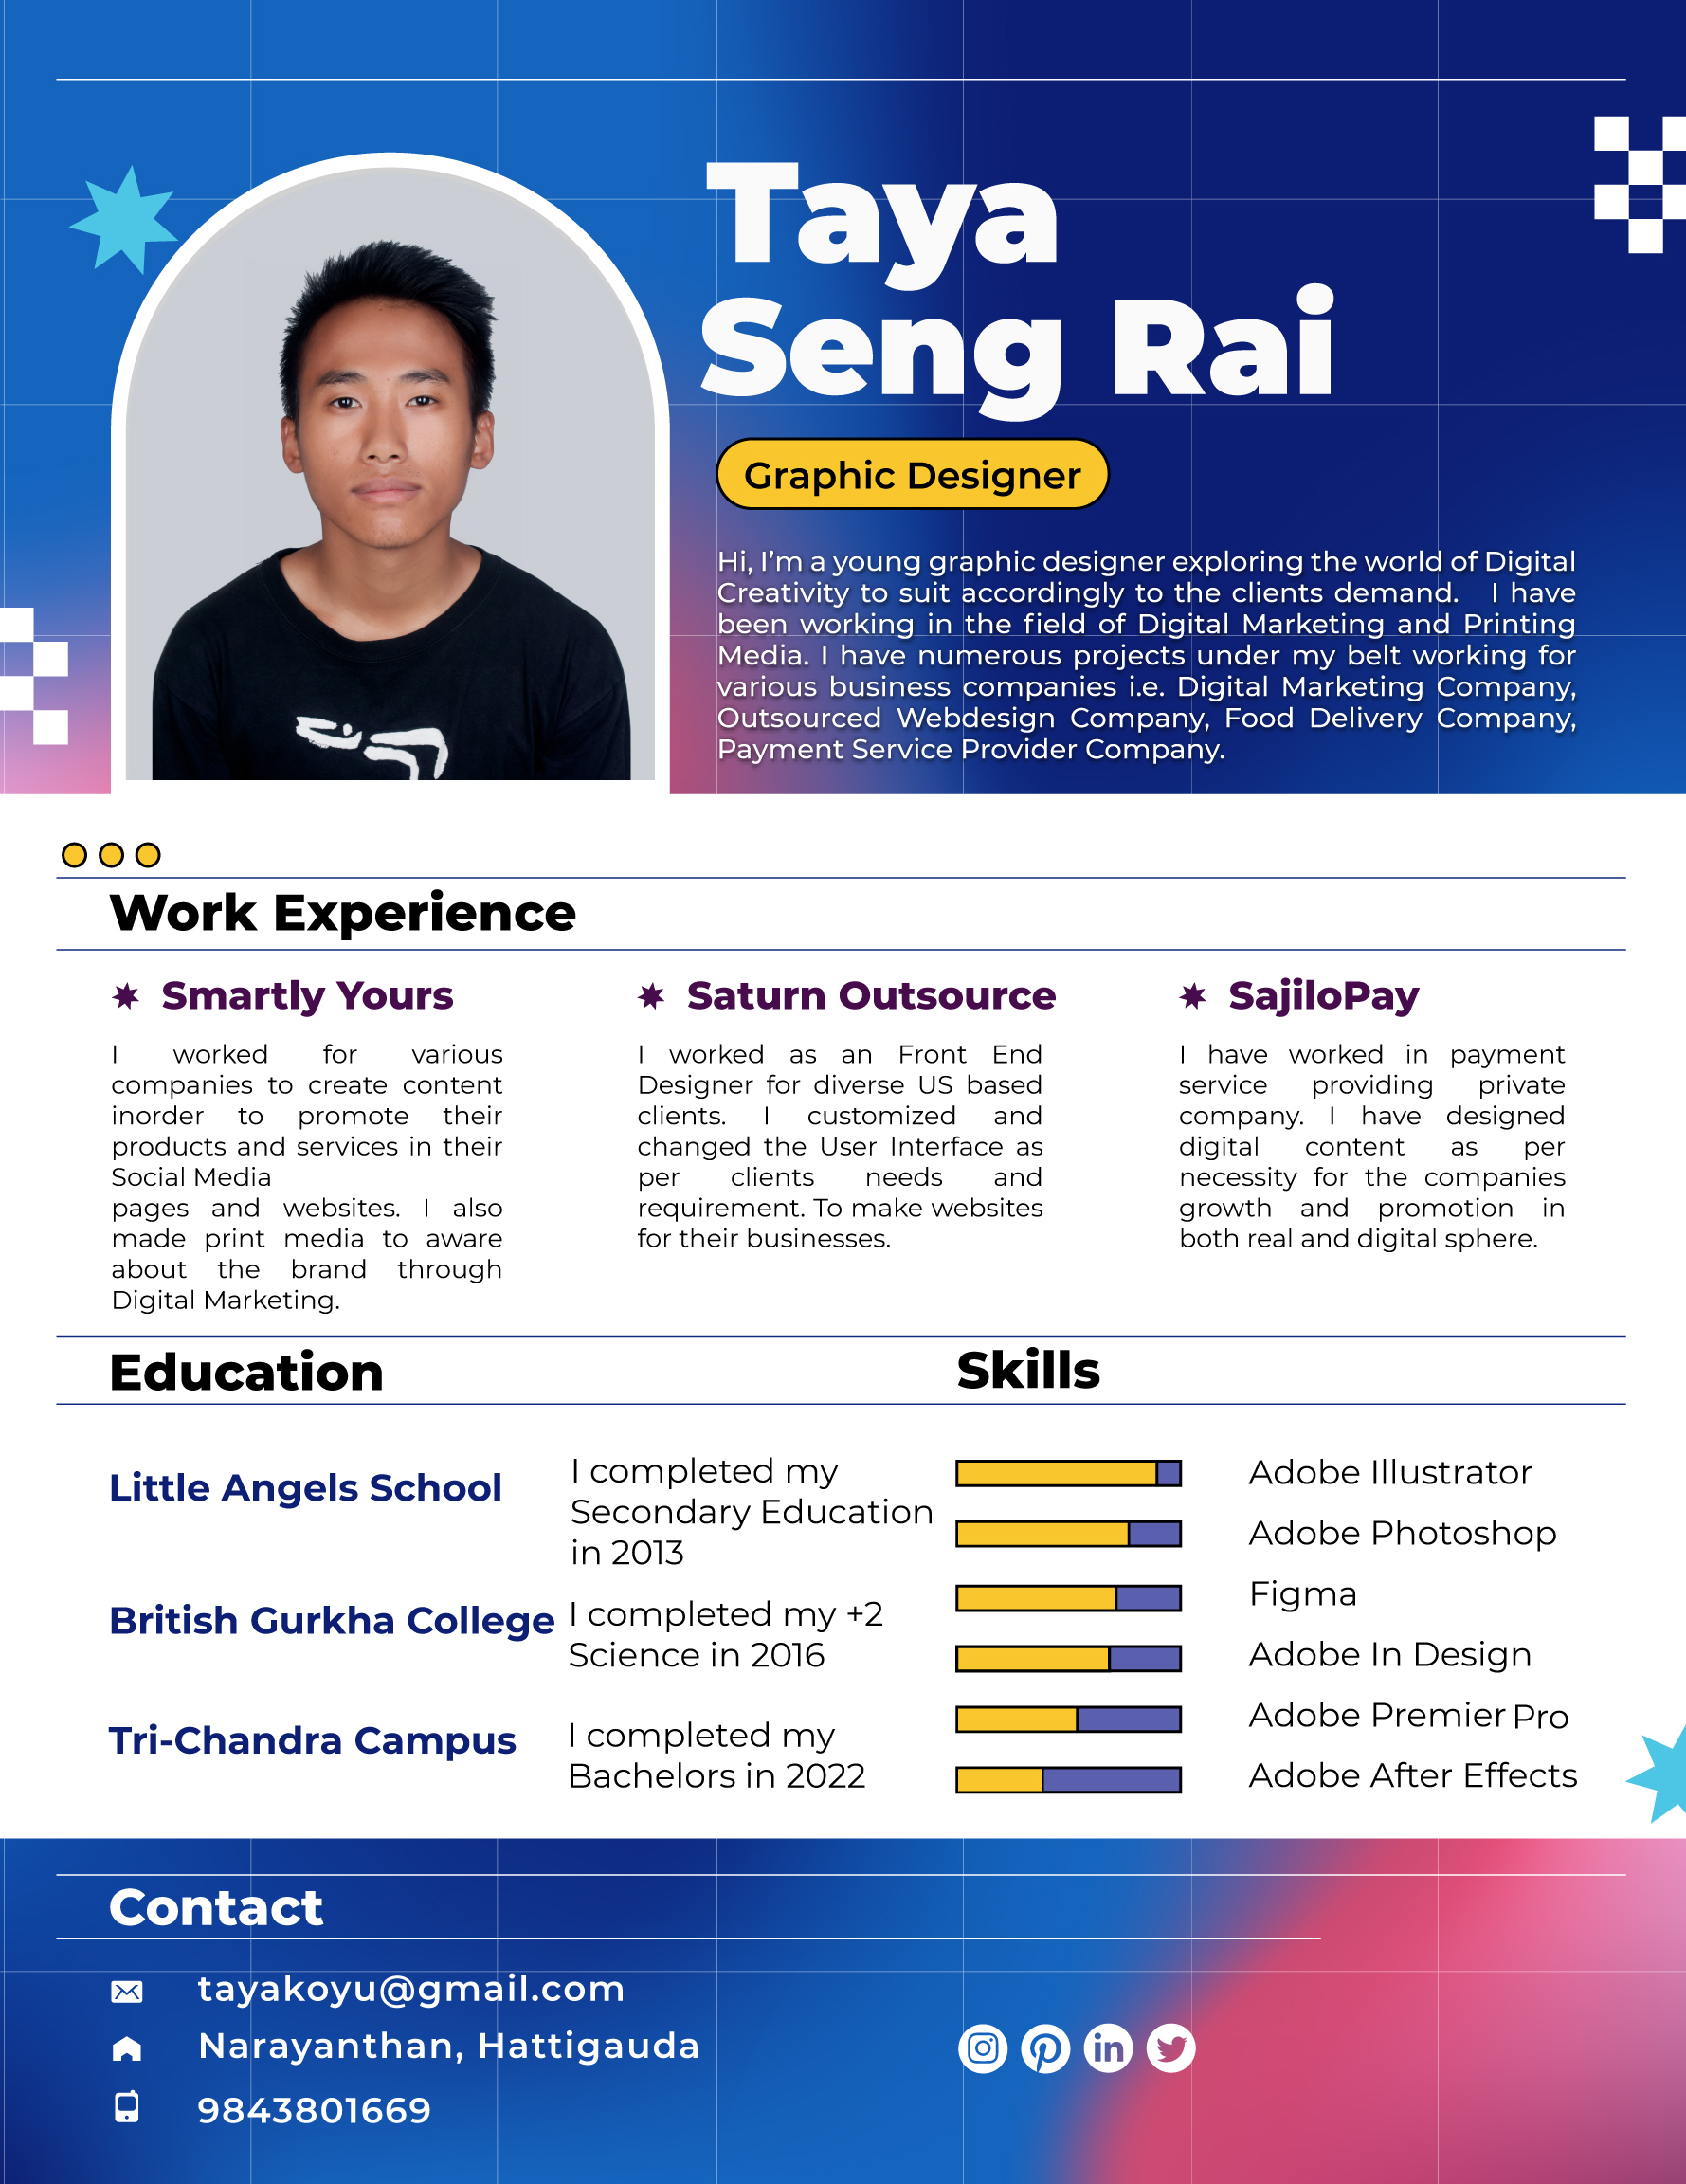 Taya
Seng Rai
Graphic Designer
Hi, I'm a young graphic designer exploring the world of Digital
Creativity to suit accordingly to the clients demand. I have
been working in the field of Digital Marketing and Printing
Media. I have numerous projects under my belt working for
various business companies i.e. Digital Marketing Company,
Outsourced Webdesign Company, Food Delivery Company,
Payment Service Provider Company.
Work Experience
Smartly Yours
I worked for various
companies to create content
inorder to promote their
products and services in their
Social Media
pages and websites. I also
made print media to aware
about the brand through
Digital Marketing.
Saturn Outsource
I worked as an Front End
Designer for diverse US based
clients. I customized and
changed the User Interface as
per clients needs and
requirement. To make websites
for their businesses.
SajiloPay
I have worked in payment
service providing private
company. I have designed
digital content as per
necessity for the companies
growth and promotion in
both real and digital sphere.
Education
Little Angels School
I completed my
Secondary Education
in 2013
British Gurkha College
I completed my +2
Science in 2016
Tri-Chandra Campus
I completed my
Bachelors in 2022
Skills
Adobe Illustrator
Adobe Photoshop
Figma
Adobe In Design
Adobe Premier Pro
Adobe After Effects
Contact
tayakoyu@gmail.com
Narayanthan, Hattigauda
9843801669